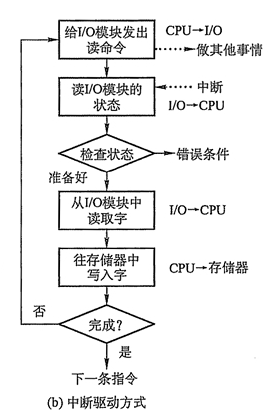 给I/O模块发出
读命令
CPU→I/O
做其他事情
读I/O模块的
状态
中断
I/O→CPU
检查状态
错误条件
准备好
从I/O模块中
读取字
I/O→CPU
往存储器中
写入字
CPU→存储器
否
完成?
是
下一条指令
(b) 中断驱动方式